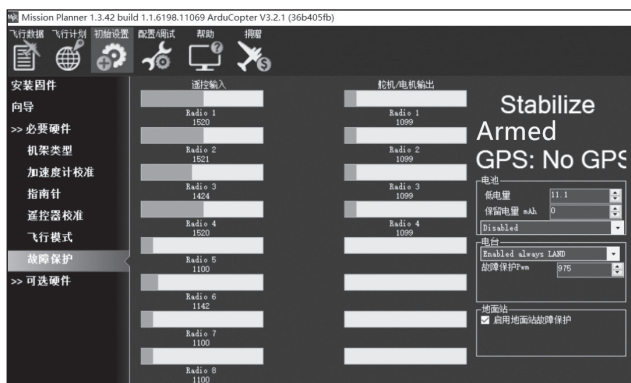 Mission Planner 1.3.42 build 1.1.6198.11069 ArduCopter V3.2.1 (36b405fb)
飞行数据 飞行计划 初始设置 配置/调试 帮助 捐赠
安装固件
向导
>> 必要硬件
机架类型
加速度计校准
指南针
遥控器校准
飞行模式
故障保护
>> 可选硬件
遥控输入
Radio 1
1520
Radio 2
1521
Radio 3
1424
Radio 4
1520
Radio 5
1100
Radio 6
1142
Radio 7
1100
Radio 8
1100
舵机/电机输出
Radio 1
1099
Radio 2
1099
Radio 3
1099
Radio 4
1099
Stabilize
Armed
GPS: No GPS
电池
低电量 11.1
保留电量 mAh 0
Disabled
电台
Enabled always LAND
故障保护Pwm 975
地面站
启用地面站故障保护